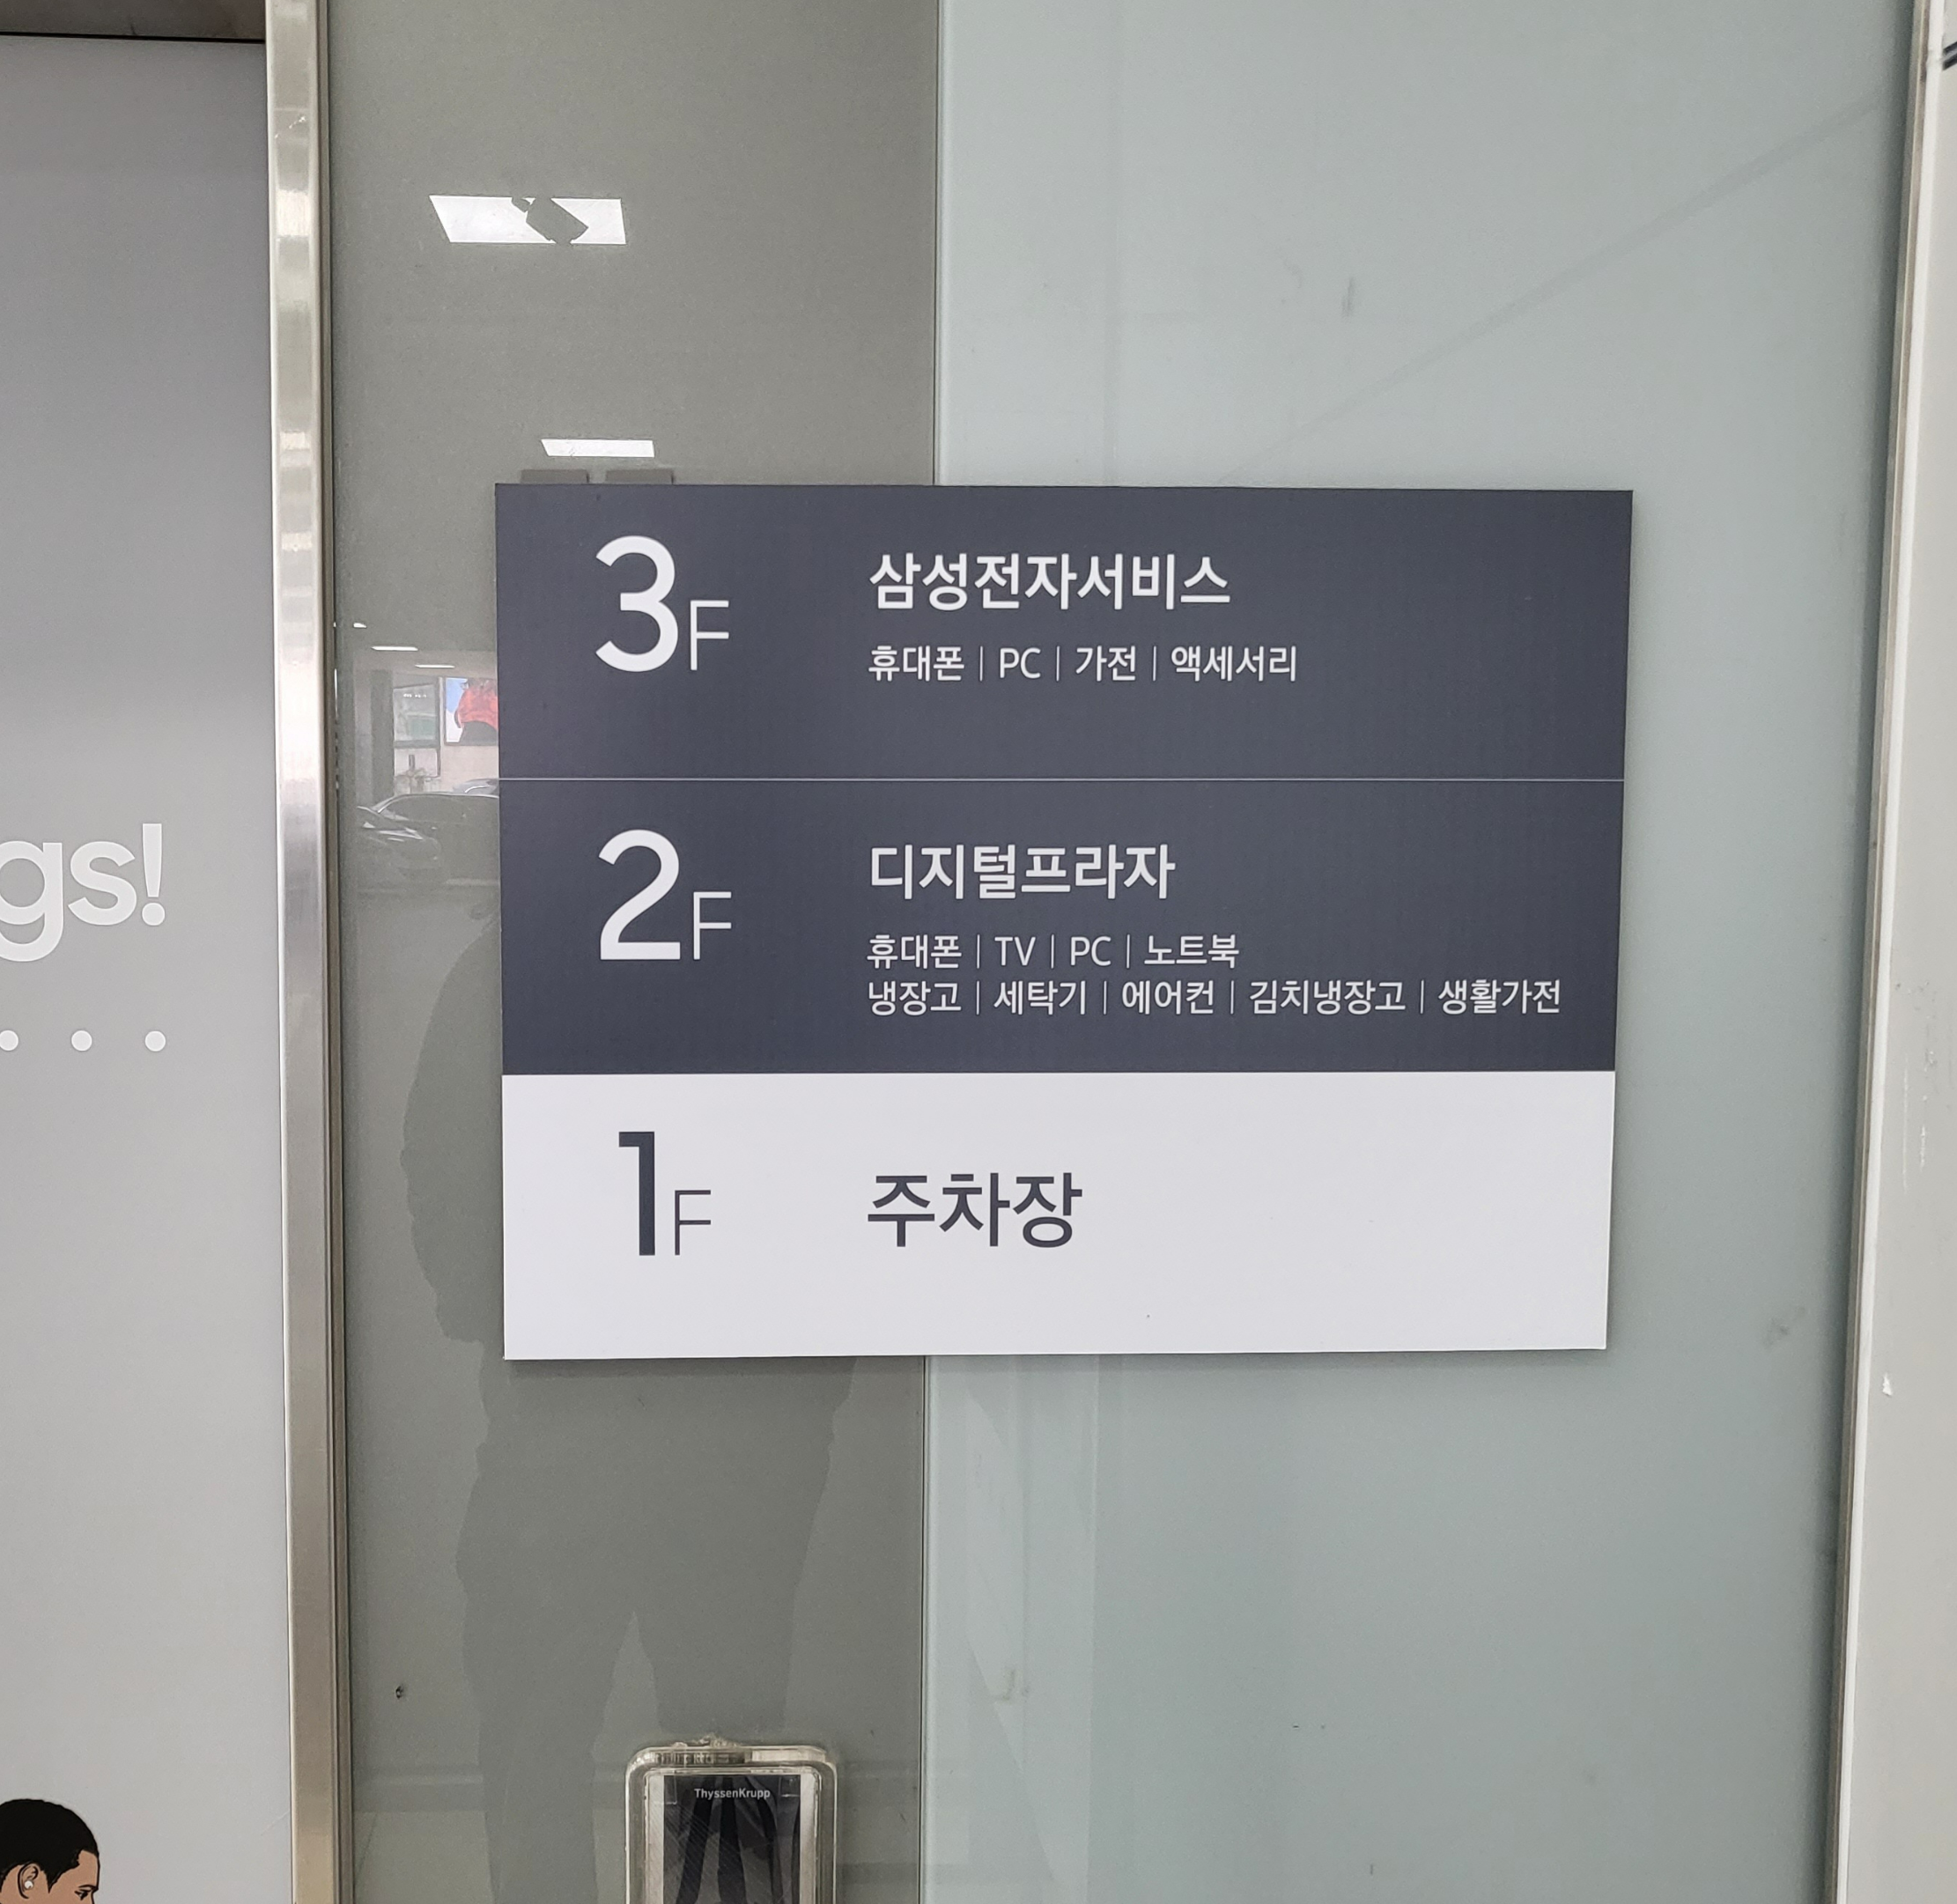 3F 삼성전자서비스
휴대폰 | PC | 가전 | 액세서리
2F 디지털프라자
휴대폰 | TV | PC | 노트북
냉장고 | 세탁기 | 에어컨 | 김치냉장고 | 생활가전
1F 주차장
gs!
ThyssenKrupp